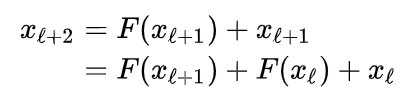 x_{ℓ+2} = F(x_{ℓ+1}) + x_{ℓ+1}
= F(x_{ℓ+1}) + F(x_ℓ) + x_ℓ